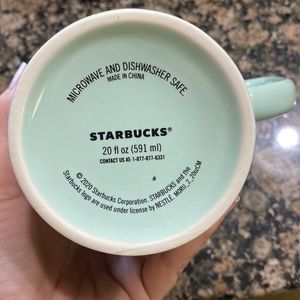 MICROWAVE AND DISHWASHER SAFE.
MADE IN CHINA
STARBUCKS®
20 fl oz (591 ml)
CONTACT US AT: 1-877-877-6331
© 2020 Starbucks Corporation. STARBUCKS and the
Starbucks logo are used under license by NESTLÉ.